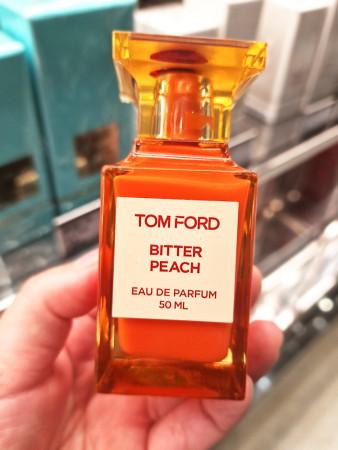 TOM FORD
BITTER
PEACH
EAU DE PARFUM
50 ML